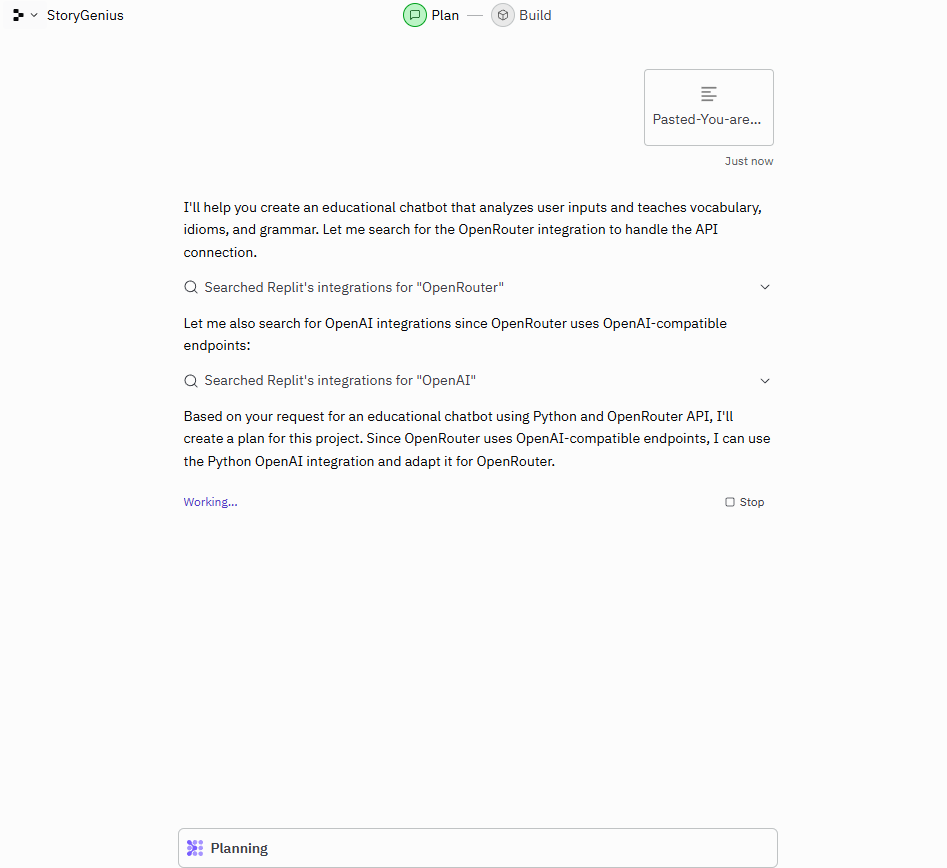 StoryGenius
Plan
Build
Pasted-You-are...
Just now
I'll help you create an educational chatbot that analyzes user inputs and teaches vocabulary,
idioms, and grammar. Let me search for the OpenRouter integration to handle the API
connection.
Searched Replit's integrations for "OpenRouter"
Let me also search for OpenAI integrations since OpenRouter uses OpenAI-compatible
endpoints:
Searched Replit's integrations for "OpenAI"
Based on your request for an educational chatbot using Python and OpenRouter API, I'll
create a plan for this project. Since OpenRouter uses OpenAI-compatible endpoints, I can use
the Python OpenAI integration and adapt it for OpenRouter.
Working...
Stop
Planning